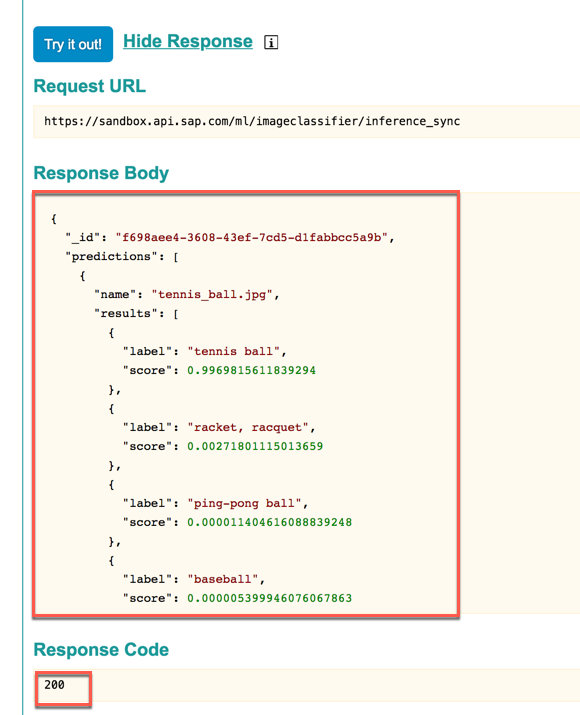 Try it out! Hide Response i
Request URL
https://sandbox.api.sap.com/ml/imageclassifier/inference_sync
Response Body
{
"_id": "f698aee4-3608-43ef-7cd5-d1fabbcc5a9b",
"predictions": [
{
"name": "tennis_ball.jpg",
"results": [
{
"label": "tennis ball",
"score": 0.9969815611839294
},
{
"label": "racket, racquet",
"score": 0.00271801115013659
},
{
"label": "ping-pong ball",
"score": 0.000011404616088839248
},
{
"label": "baseball",
"score": 0.000005399946076067863
Response Code
200